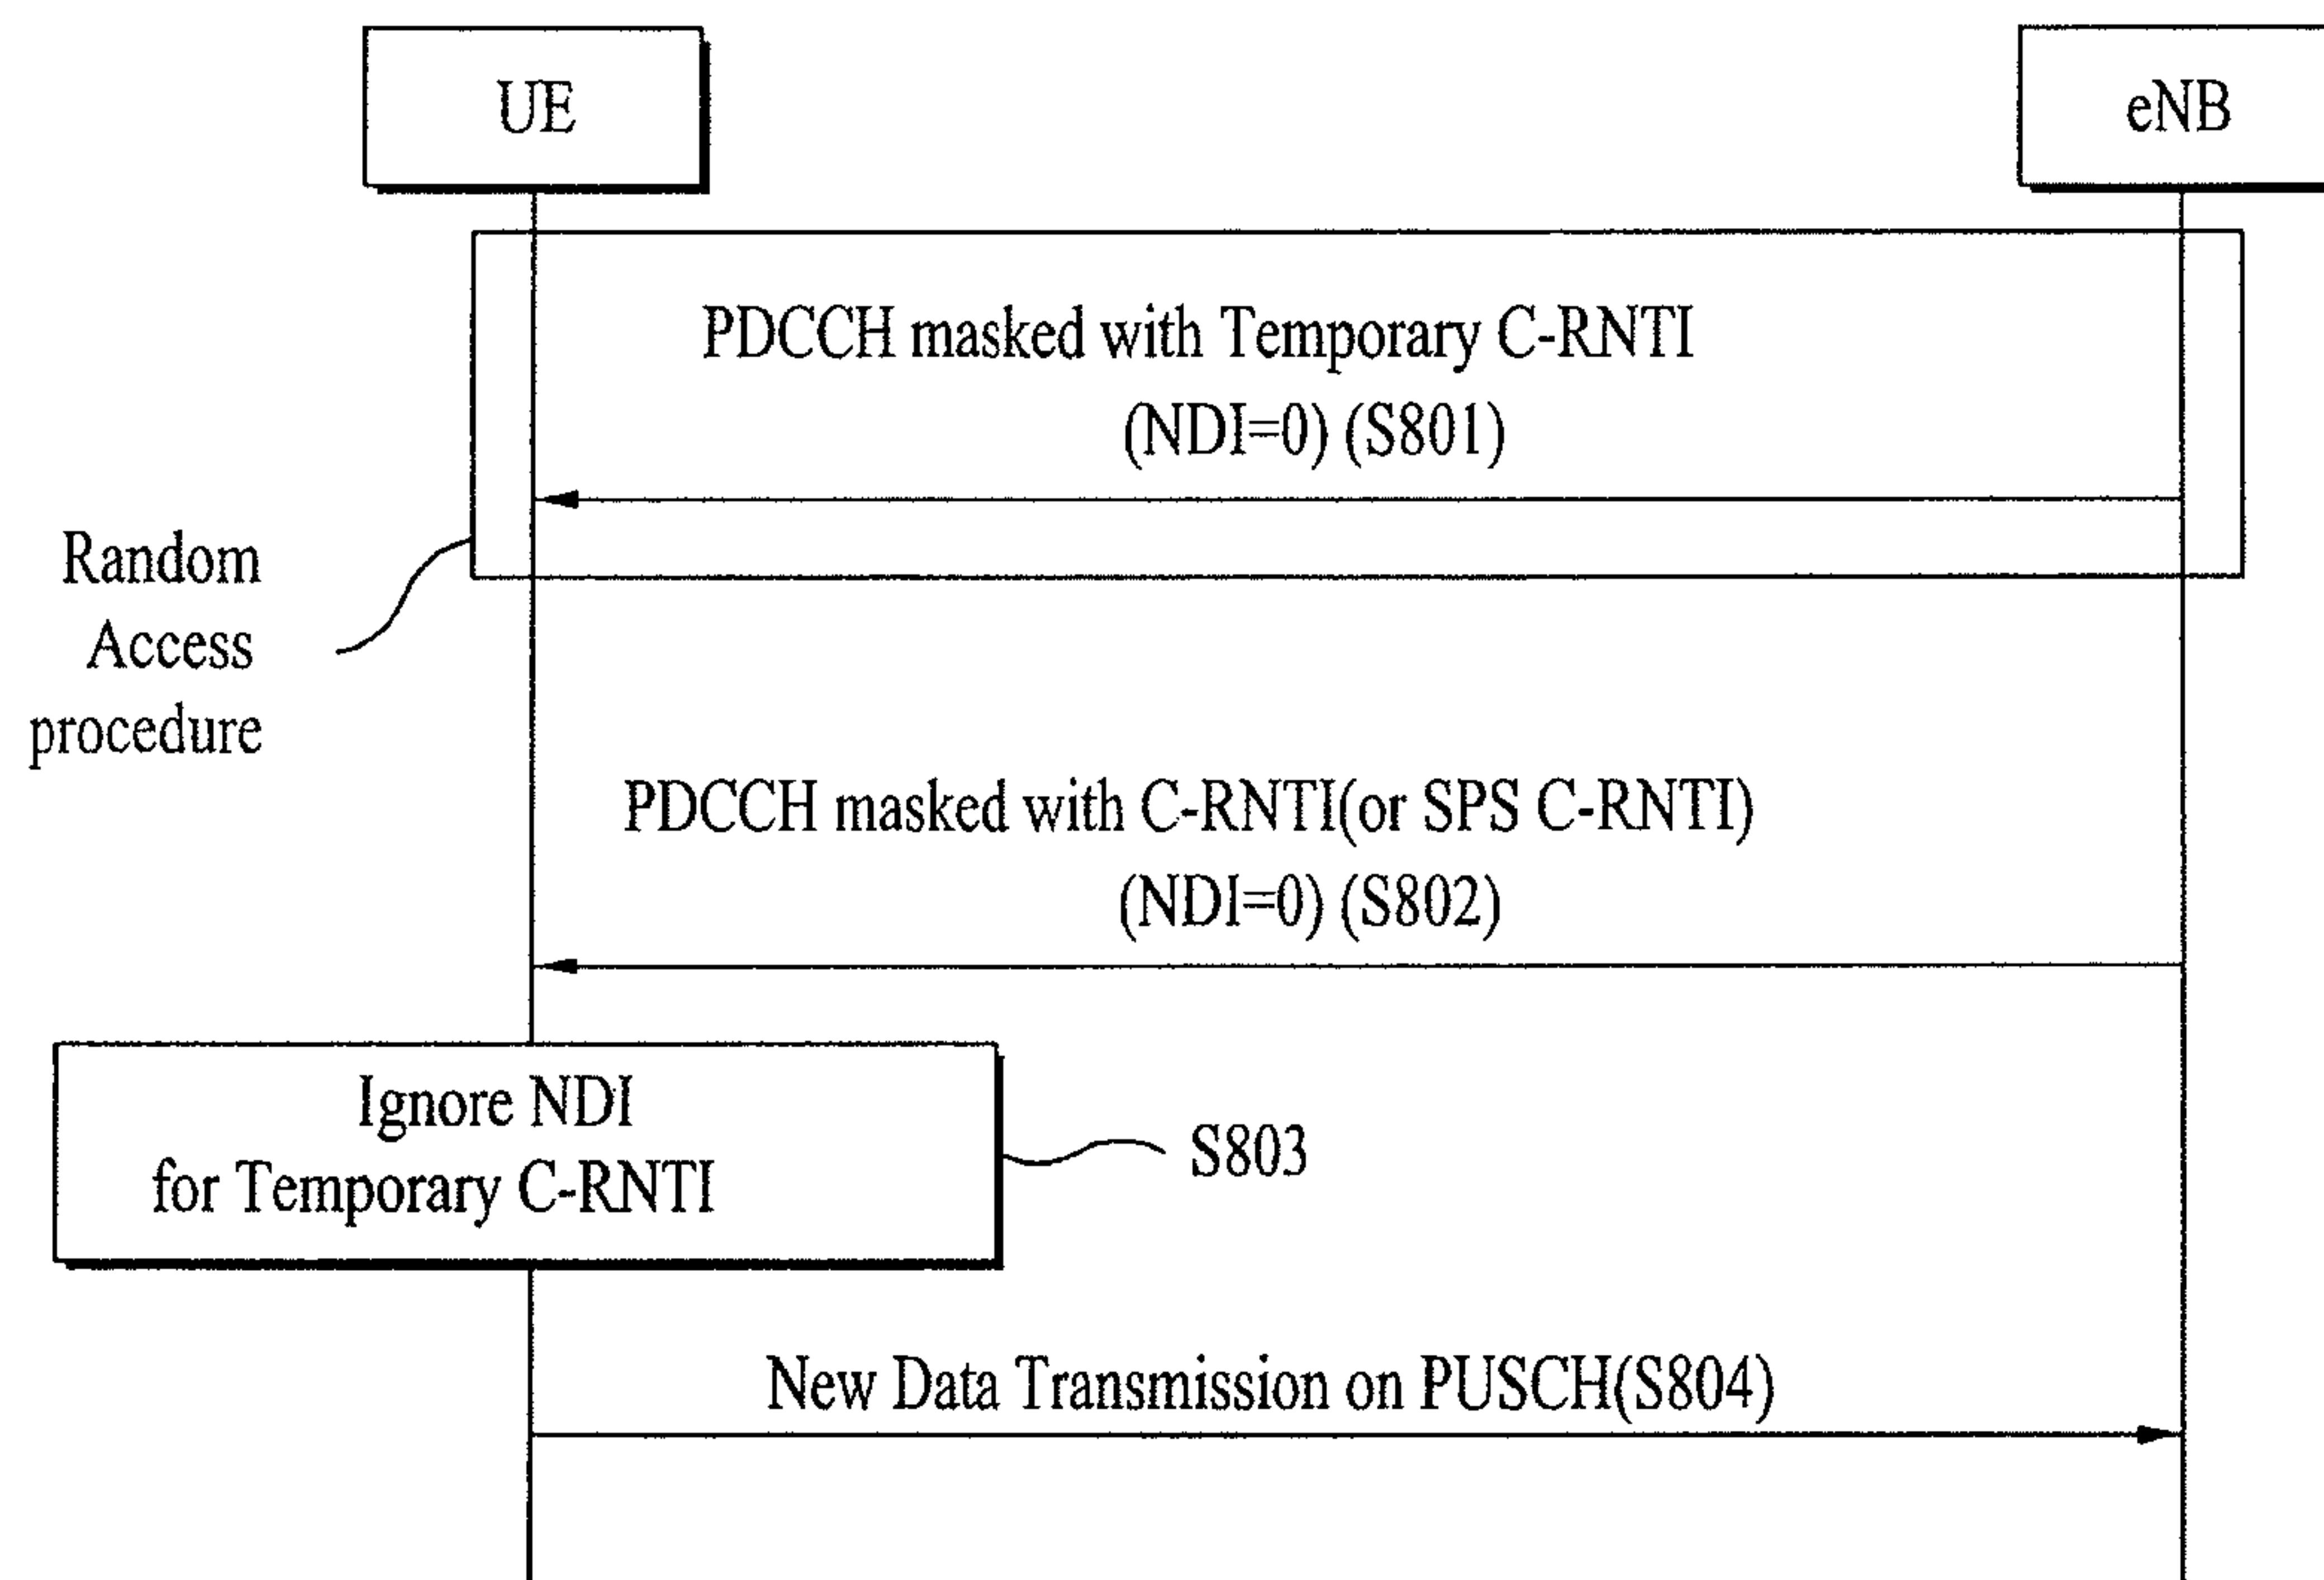 UE
eNB
PDCCH masked with Temporary C-RNTI
(NDI=0) (S801)
Random
Access
procedure
PDCCH masked with C-RNTI(or SPS C-RNTI)
(NDI=0) (S802)
Ignore NDI
for Temporary C-RNTI
S803
New Data Transmission on PUSCH(S804)